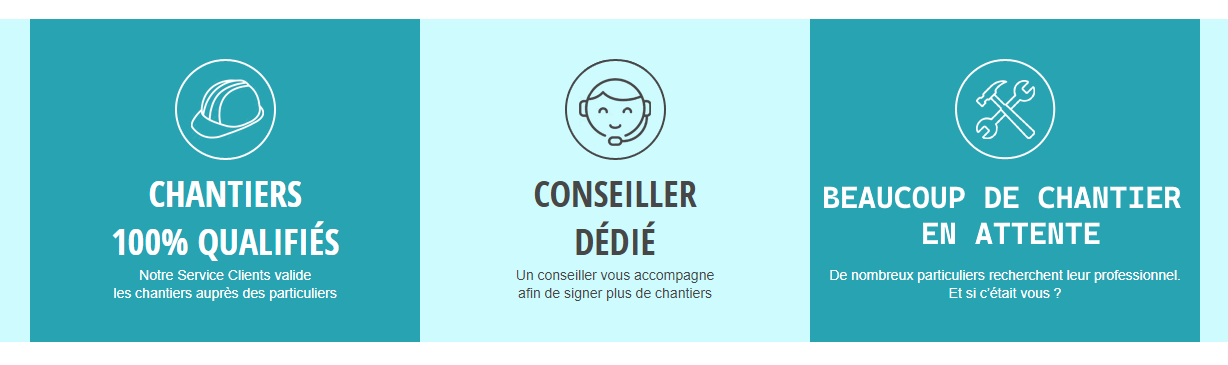 CHANTIERS
100% QUALIFIÉS
Notre Service Clients valide
les chantiers auprès des particuliers
CONSEILLER
DÉDIÉ
Un conseiller vous accompagne
afin de signer plus de chantiers
BEAUCOUP DE CHANTIER
EN ATTENTE
De nombreux particuliers recherchent leur professionnel.
Et si c'était vous ?